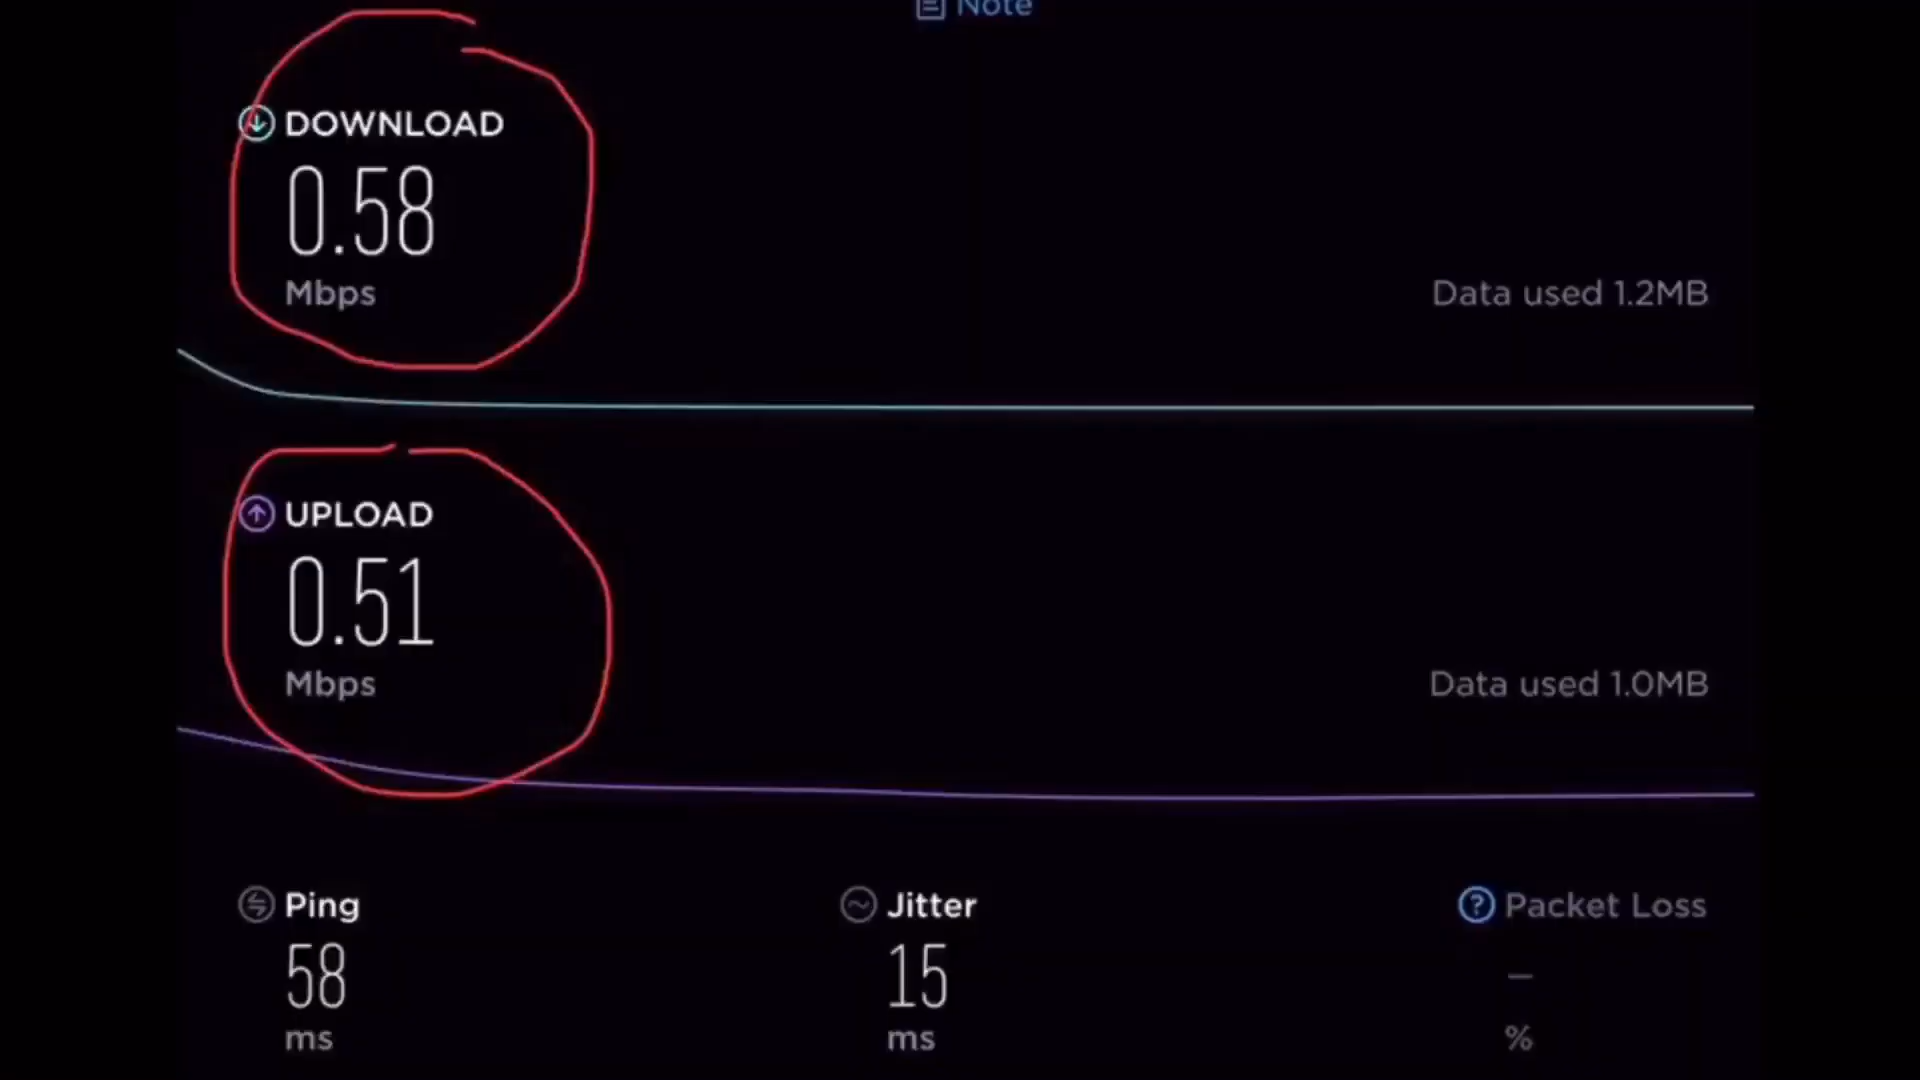 Note
DOWNLOAD
0.58
Mbps
Data used 1.2MB
UPLOAD
0.51
Mbps
Data used 1.0MB
Ping
58
ms
Jitter
15
ms
Packet Loss
–
%